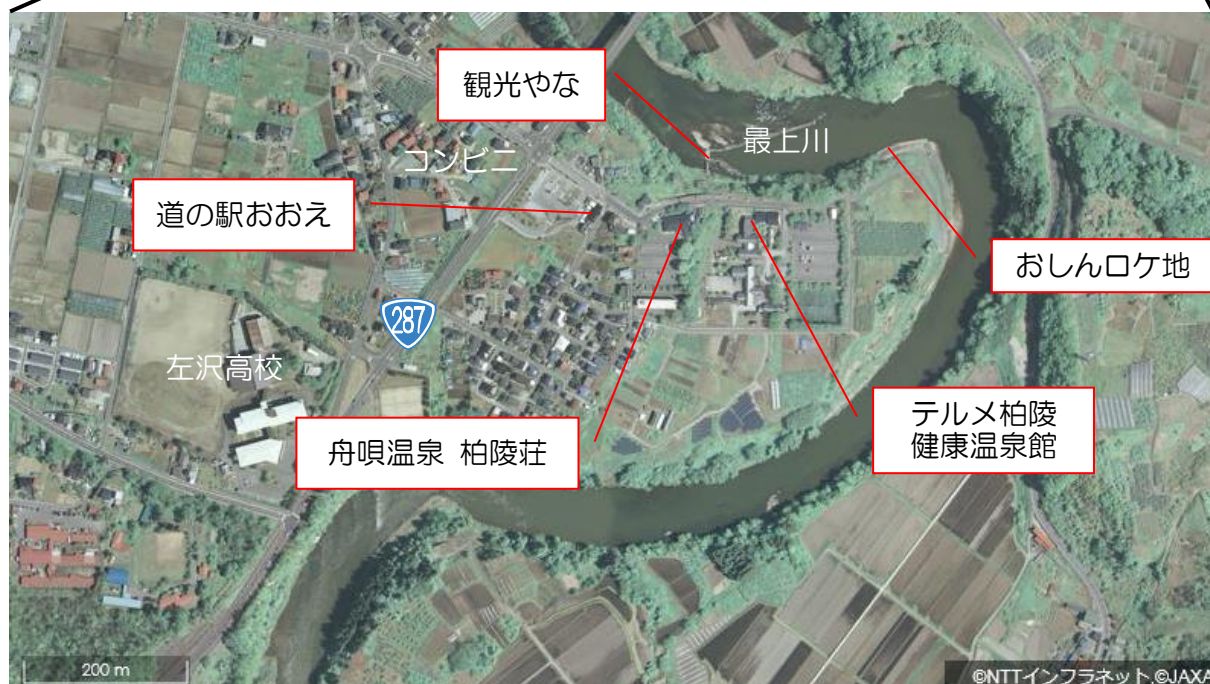 観光やな
最上川
コンビニ
道の駅おおえ
おしんロケ地
287
左沢高校
舟唄温泉 柏陵荘
テルメ柏陵
健康温泉館
200 m
©NTTインフラネット,©JAXA